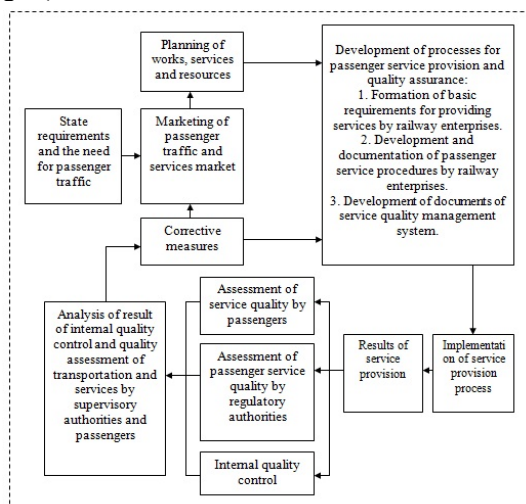 Planning of
works, services
and resources
Development of processes for
passenger service provision and
quality assurance:
1. Formation of basic
requirements for providing
services by railway enterprises.
2. Development and
documentation of passenger
service procedures by railway
enterprises.
3. Development of documents of
service quality management
system.
State
requirements
and the need
for passenger
traffic
Marketing of
passenger
traffic and
services market
Corrective
measures
Analysis of result
of internal quality
control and quality
assessment of
transportation and
services by
supervisory
authorities and
passengers
Assessment of
service quality by
passengers
Assessment of
passenger service
quality by
regulatory
authorities
Internal quality
control
Results of
service
provision
Implementati
on of service
provision
process